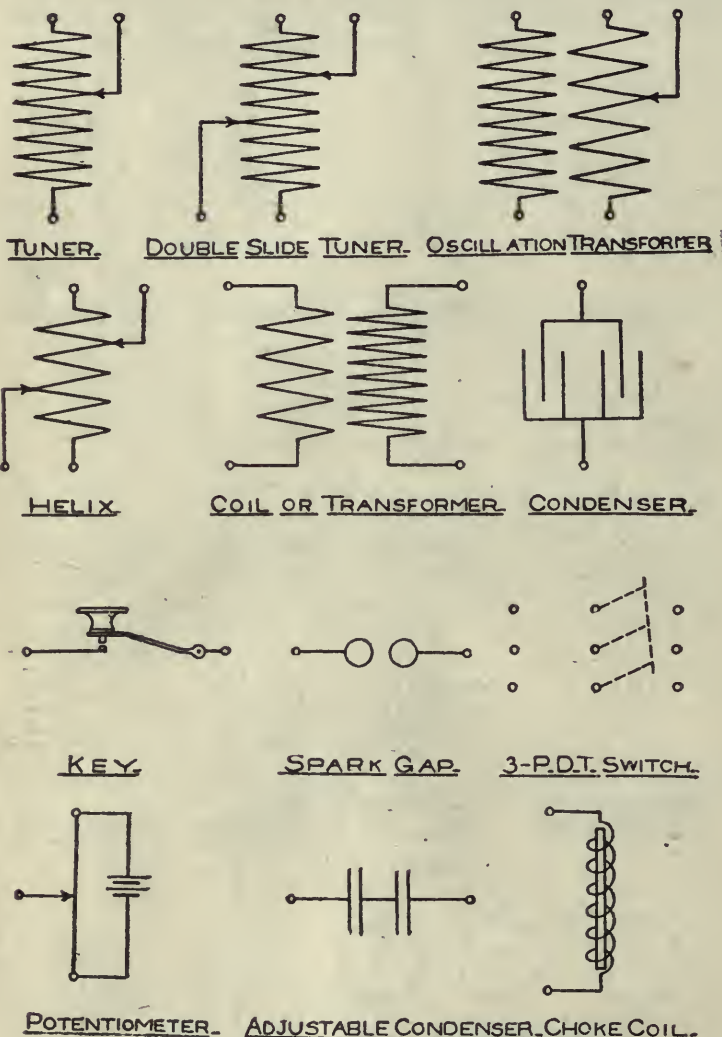 TUNER. DOUBLE SLIDE TUNER. OSCILLATION TRANSFORMER
HELIX. COIL OR TRANSFORMER. CONDENSER.
KEY. SPARK GAP. 3-P.D.T. SWITCH.
POTENTIOMETER. ADJUSTABLE CONDENSER. CHOKE COIL.